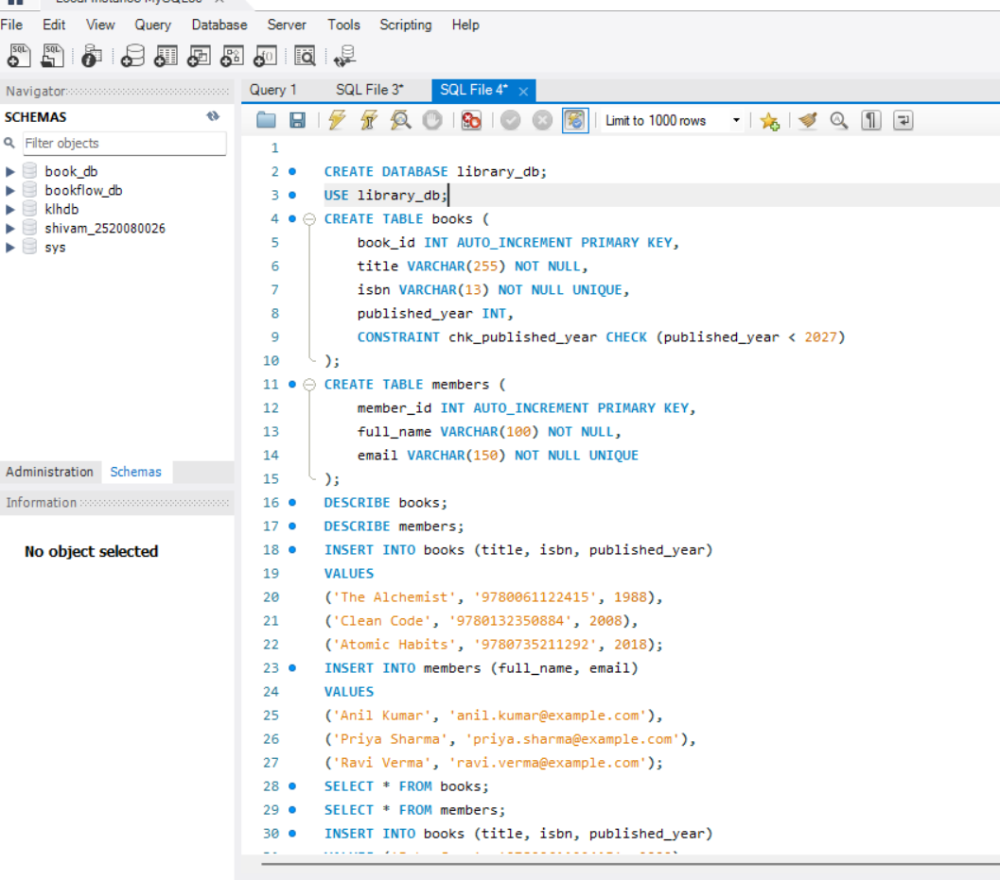 Local instance MySQL80 ×
File Edit View Query Database Server Tools Scripting Help
Navigator
SCHEMAS
Filter objects
book_db
bookflow_db
klhdb
shivam_2520080026
sys
Administration Schemas
Information
No object selected
Query 1 SQL File 3* SQL File 4* ×
Limit to 1000 rows
1
2 CREATE DATABASE library_db;
3 USE library_db;
4 CREATE TABLE books (
5 book_id INT AUTO_INCREMENT PRIMARY KEY,
6 title VARCHAR(255) NOT NULL,
7 isbn VARCHAR(13) NOT NULL UNIQUE,
8 published_year INT,
9 CONSTRAINT chk_published_year CHECK (published_year < 2027)
10 );
11 CREATE TABLE members (
12 member_id INT AUTO_INCREMENT PRIMARY KEY,
13 full_name VARCHAR(100) NOT NULL,
14 email VARCHAR(150) NOT NULL UNIQUE
15 );
16 DESCRIBE books;
17 DESCRIBE members;
18 INSERT INTO books (title, isbn, published_year)
19 VALUES
20 ('The Alchemist', '9780061122415', 1988),
21 ('Clean Code', '9780132350884', 2008),
22 ('Atomic Habits', '9780735211292', 2018);
23 INSERT INTO members (full_name, email)
24 VALUES
25 ('Anil Kumar', 'anil.kumar@example.com'),
26 ('Priya Sharma', 'priya.sharma@example.com'),
27 ('Ravi Verma', 'ravi.verma@example.com');
28 SELECT * FROM books;
29 SELECT * FROM members;
30 INSERT INTO books (title, isbn, published_year)